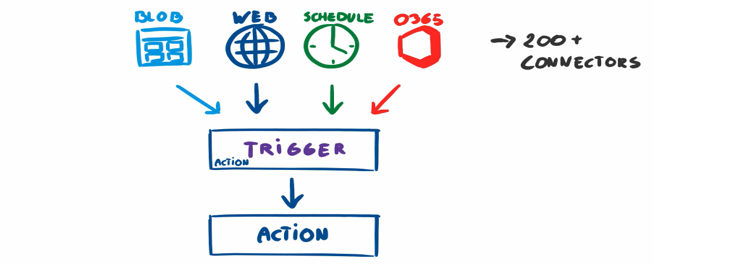 BLOB
WEB
SCHEDULE
O365
→ 200+
CONNECTORS
TRIGGER
ACTION
ACTION